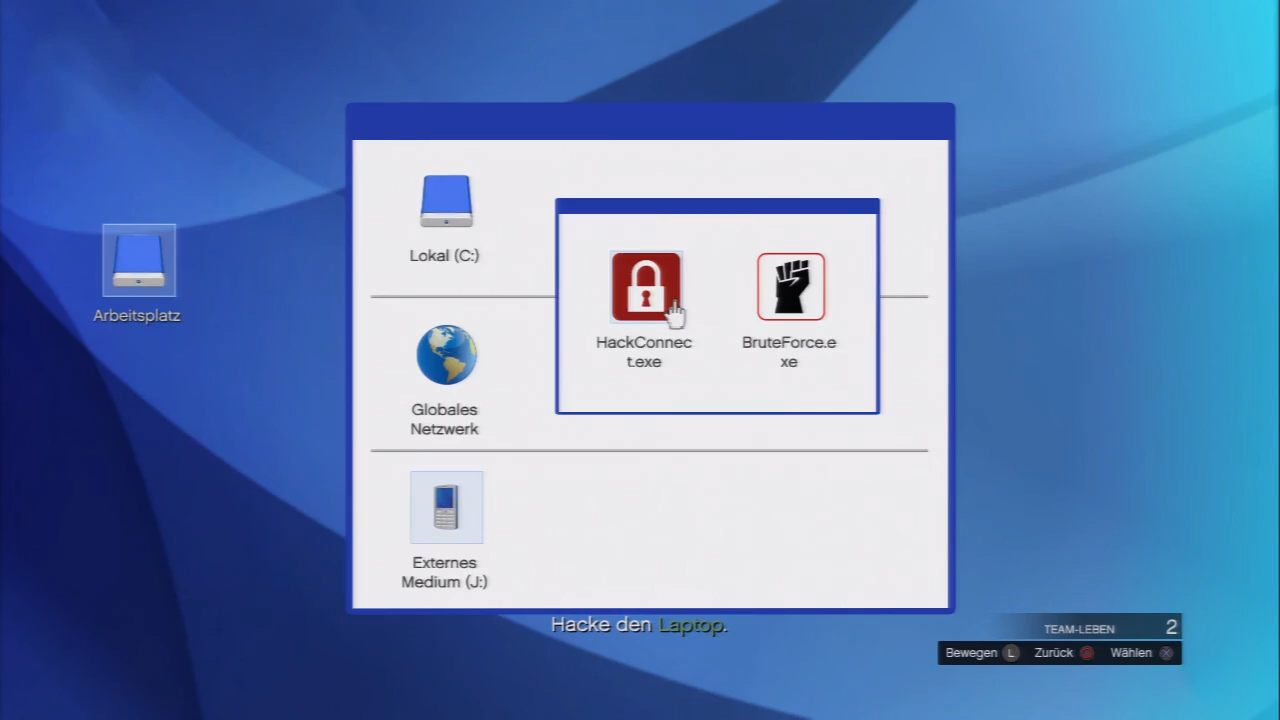 Lokal (C:)
Arbeitsplatz
HackConnec
t.exe
BruteForce.e
xe
Globales
Netzwerk
Externes
Medium (J:)
Hacke den Laptop.
TEAM-LEBEN 2
Bewegen L Zurück Wählen